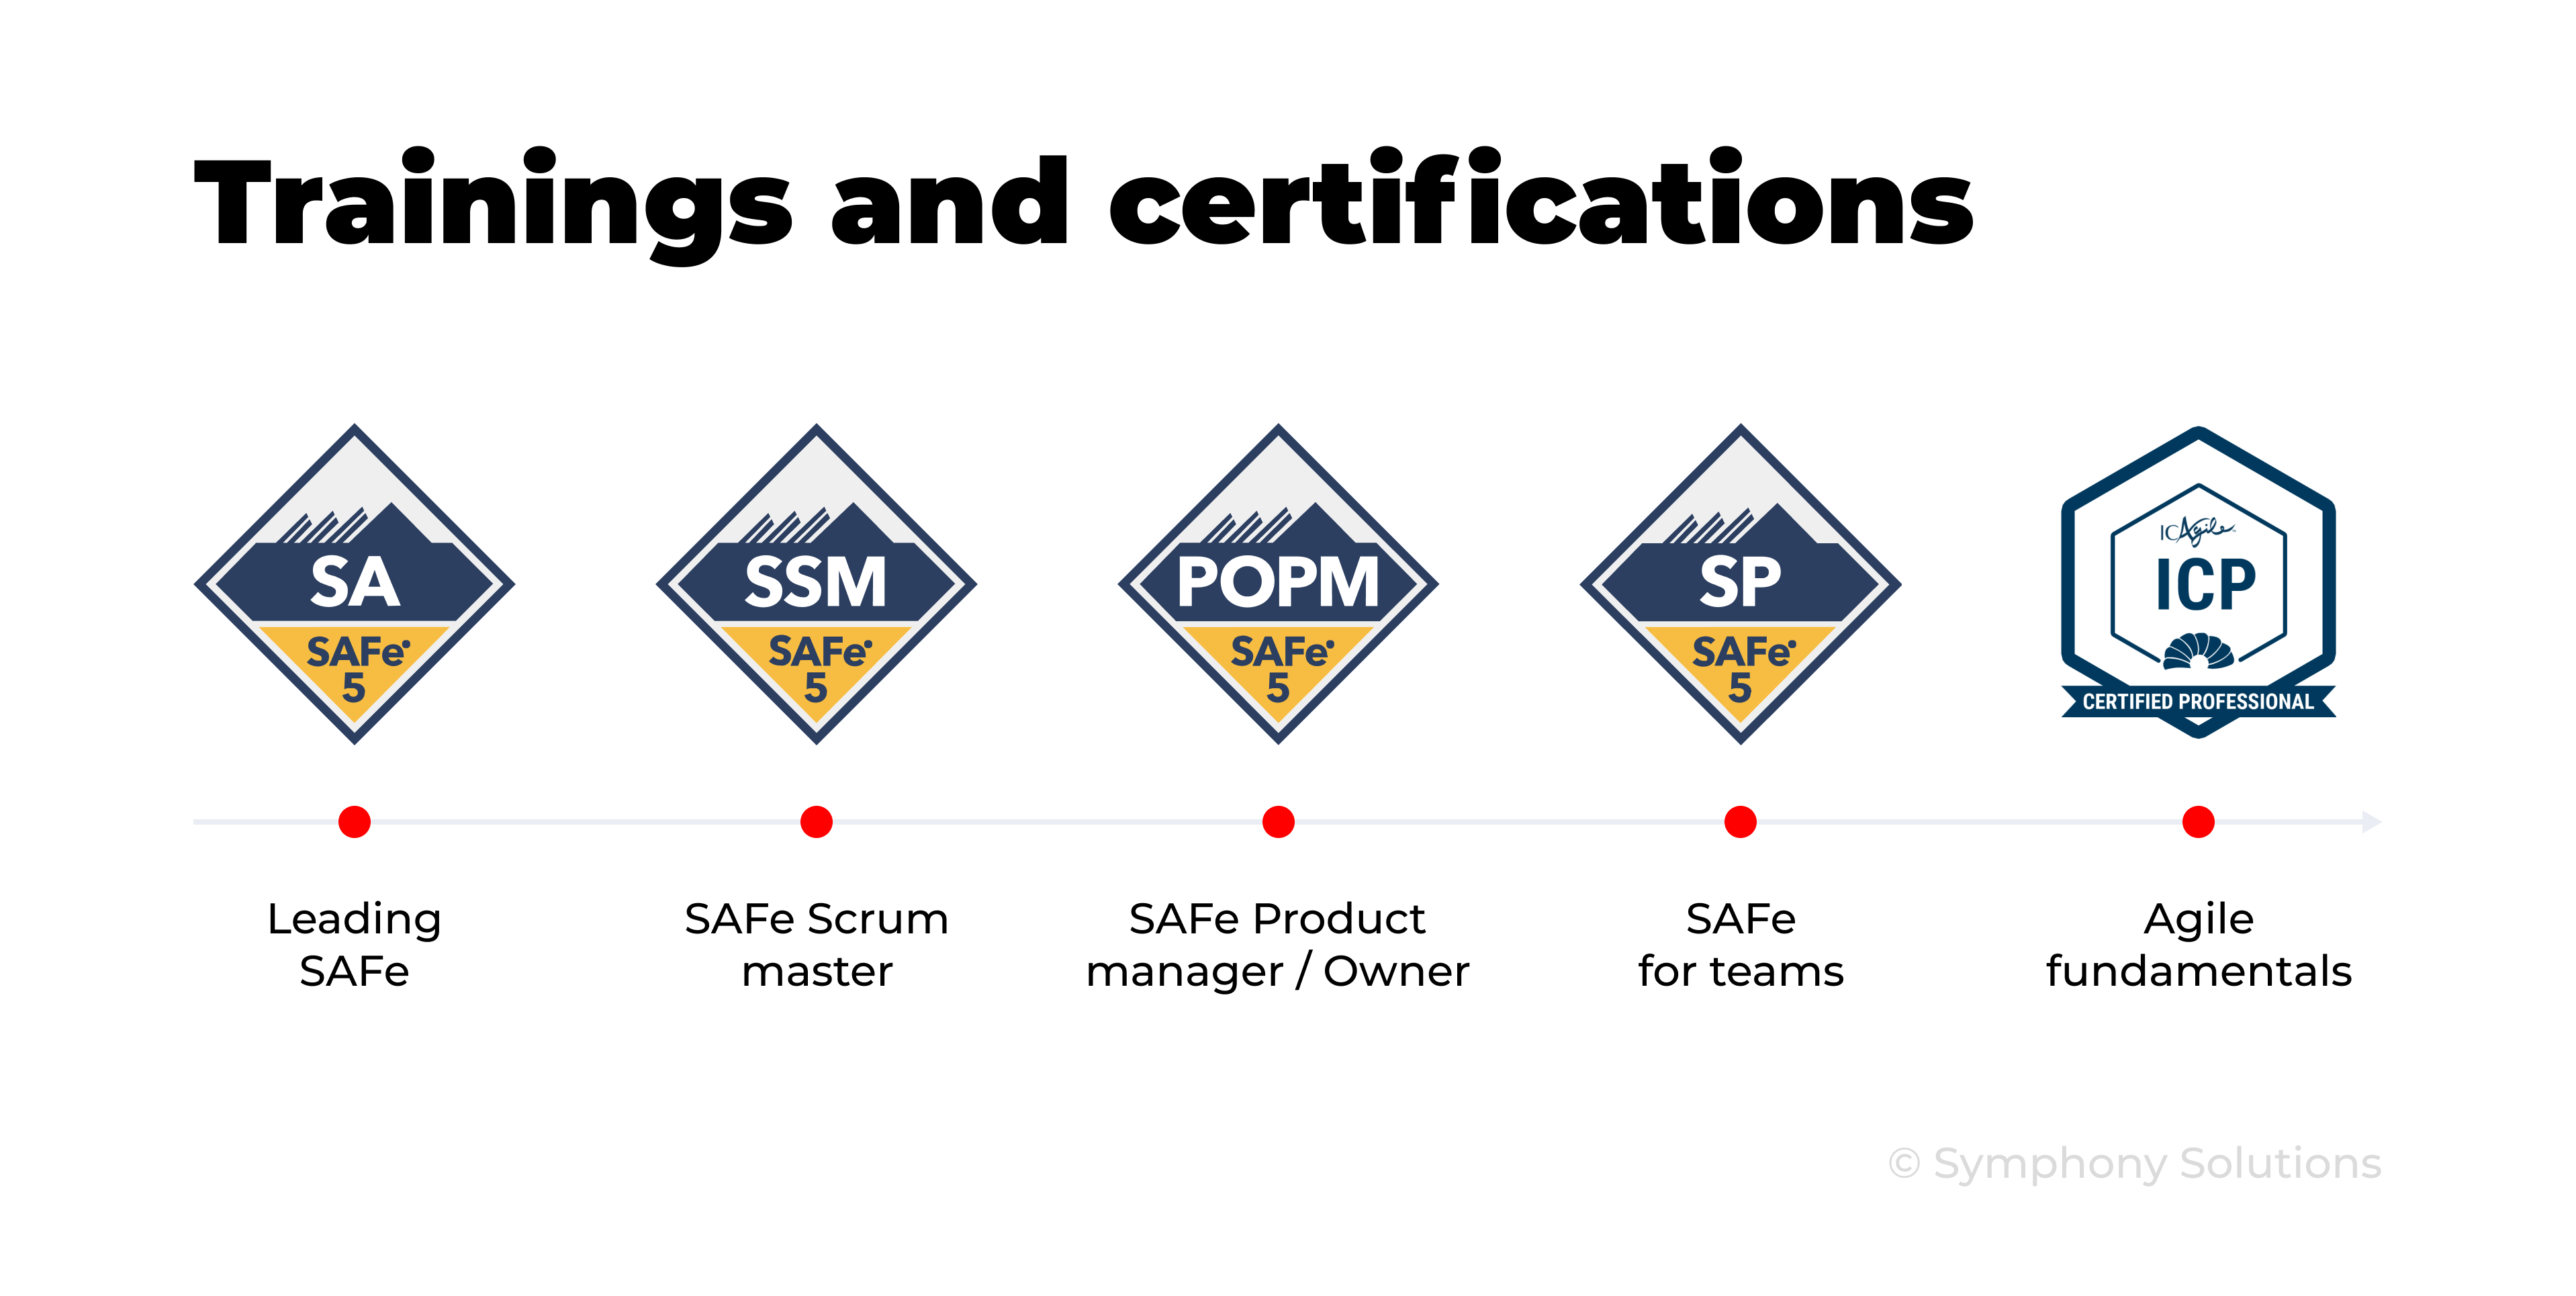 Trainings and certifications
SA
SAFe
5
SSM
SAFe
5
POPM
SAFe
5
SP
SAFe
5
ICAgile
ICP
CERTIFIED PROFESSIONAL
Leading
SAFe
SAFe Scrum
master
SAFe Product
manager / Owner
SAFe
for teams
Agile
fundamentals
© Symphony Solutions